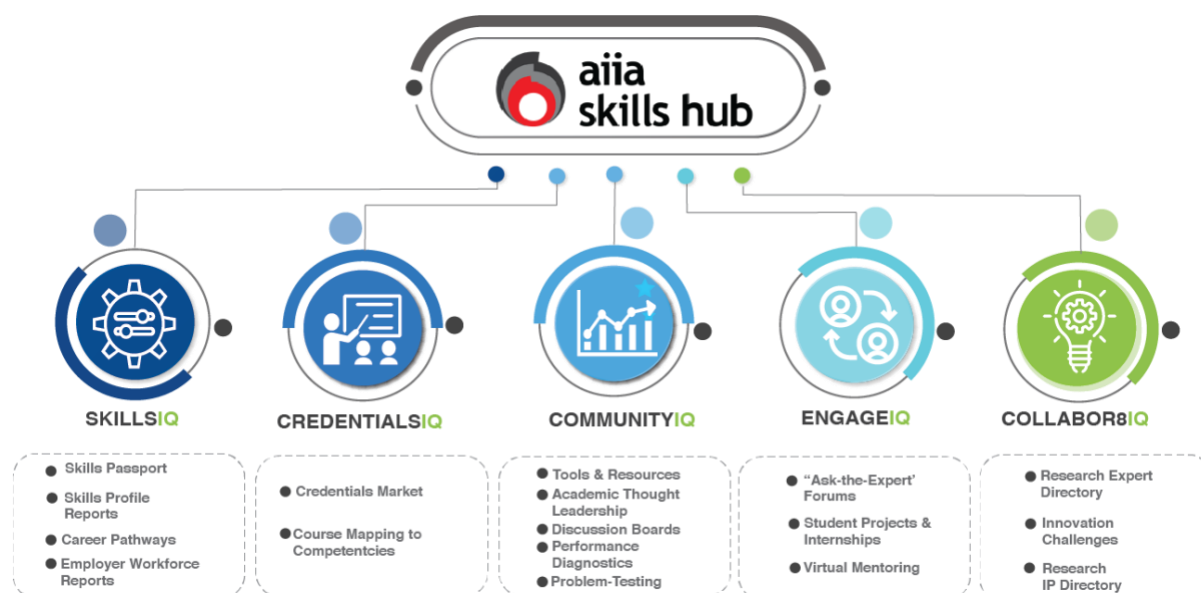 aiia
skills hub
SKILLSIQ
CREDENTIALSIQ
COMMUNITYIQ
ENGAGEIQ
COLLABOR8IQ
Skills Passport
Skills Profile
Reports
Career Pathways
Employer Workforce
Reports
Credentials Market
Course Mapping to
Competentcies
Tools & Resources
Academic Thought
Leadership
Discussion Boards
Performance
Diagnostics
Problem-Testing
“Ask-the-Expert’
Forums
Student Projects &
Internships
Virtual Mentoring
Research Expert
Directory
Innovation
Challenges
Research
IP Directory